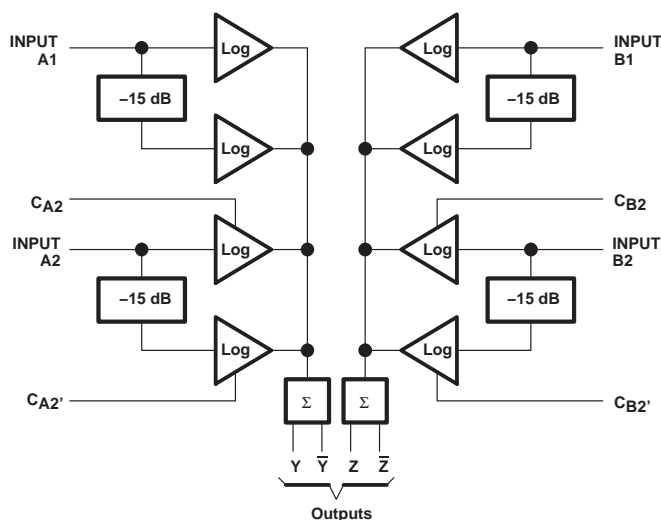 INPUT
A1
Log
Log
INPUT
B1
–15 dB
–15 dB
Log
Log
CA2
CB2
INPUT
A2
Log
Log
INPUT
B2
–15 dB
–15 dB
Log
Log
CA2'
CB2'
Σ
Σ
Y Y̅ Z Z̅
Outputs